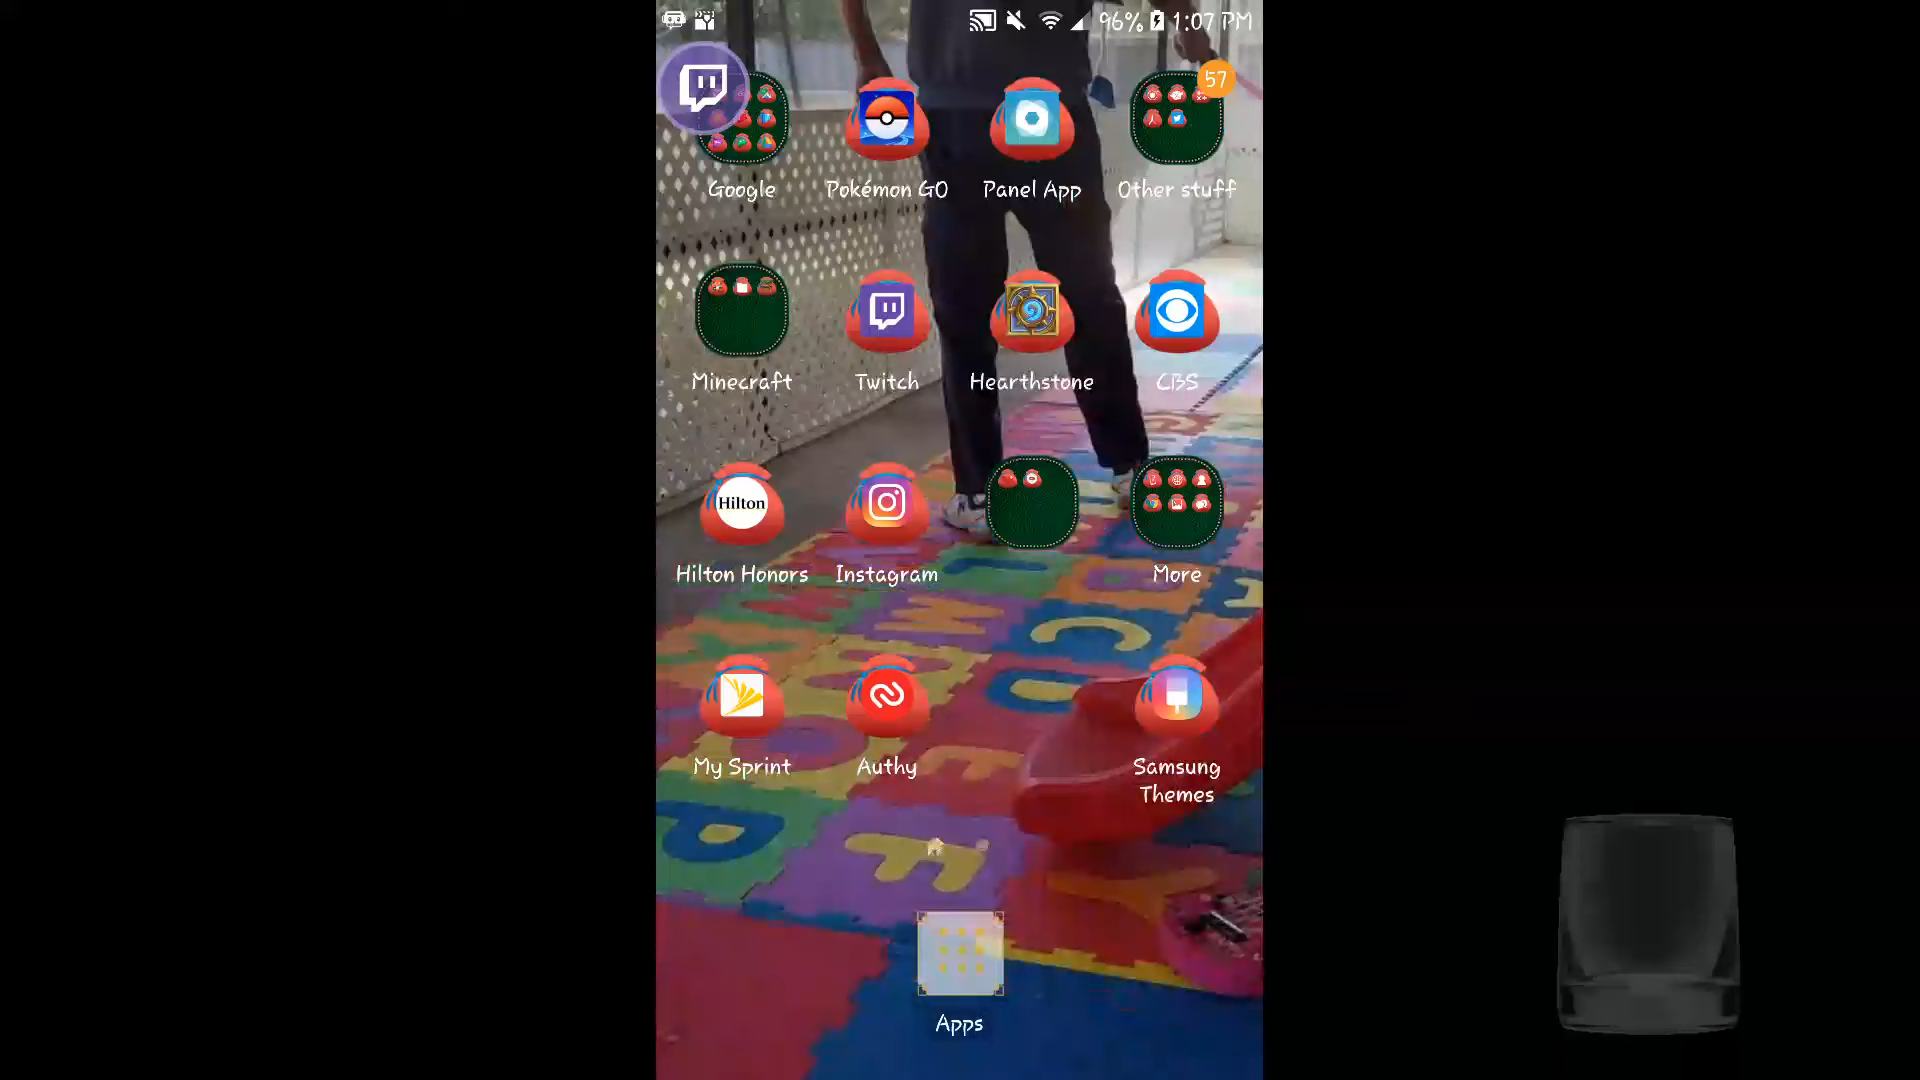 96% 1:07 PM
57
Google
Pokémon GO
Panel App
Other stuff
Minecraft
Twitch
Hearthstone
CBS
Hilton
Hilton Honors
Instagram
More
My Sprint
Authy
Samsung
Themes
Apps